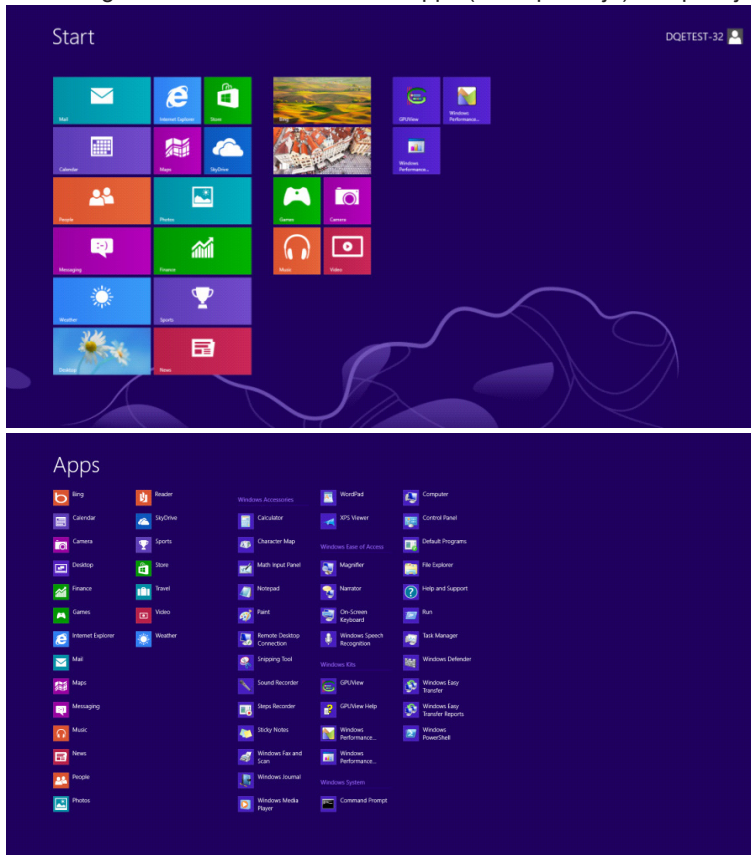 Start
DQETEST-32
Mail
Internet Explorer
Store
Bing
GPUView
Windows
Performance...
Calendar
Maps
SkyDrive
Windows
Performance...
People
Photos
Games
Camera
Messaging
Finance
Music
Video
Weather
Sports
Desktop
News
Apps
Bing
Calendar
Camera
Desktop
Finance
Games
Internet Explorer
Mail
Maps
Messaging
Music
News
People
Photos
Reader
SkyDrive
Sports
Store
Travel
Video
Weather
Windows Accessories
Calculator
Character Map
Math Input Panel
Notepad
Paint
Remote Desktop
Connection
Snipping Tool
Sound Recorder
Steps Recorder
Sticky Notes
Windows Fax and
Scan
Windows Journal
Windows Media
Player
WordPad
XPS Viewer
Windows Ease of Access
Magnifier
Narrator
On-Screen
Keyboard
Windows Speech
Recognition
Windows Kits
GPUView
GPUView Help
Windows
Performance...
Windows
Performance...
Windows System
Command Prompt
Computer
Control Panel
Default Programs
File Explorer
Help and Support
Run
Task Manager
Windows Defender
Windows Easy
Transfer
Windows Easy
Transfer Reports
Windows
PowerShell